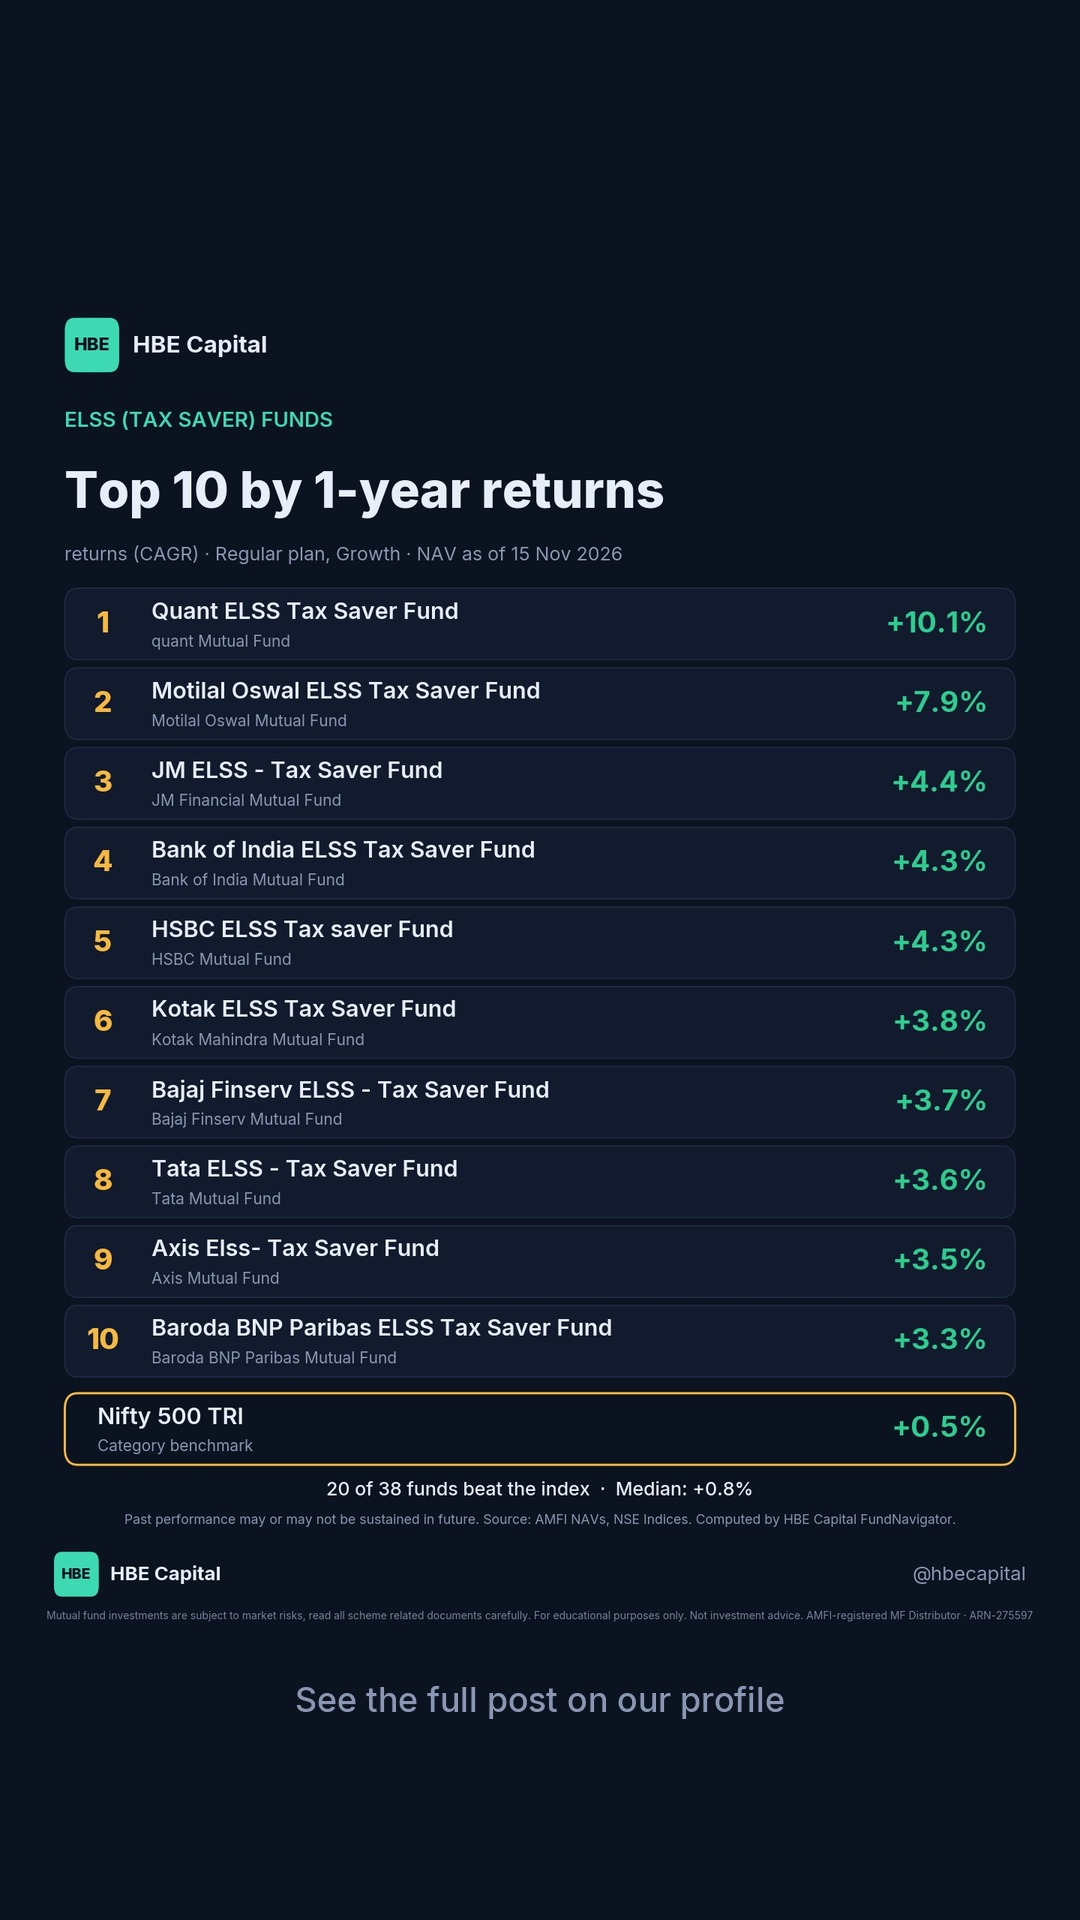 HBE HBE Capital
ELSS (TAX SAVER) FUNDS
Top 10 by 1-year returns
returns (CAGR) · Regular plan, Growth · NAV as of 15 Nov 2026
1 Quant ELSS Tax Saver Fund +10.1%
quant Mutual Fund
2 Motilal Oswal ELSS Tax Saver Fund +7.9%
Motilal Oswal Mutual Fund
3 JM ELSS - Tax Saver Fund +4.4%
JM Financial Mutual Fund
4 Bank of India ELSS Tax Saver Fund +4.3%
Bank of India Mutual Fund
5 HSBC ELSS Tax saver Fund +4.3%
HSBC Mutual Fund
6 Kotak ELSS Tax Saver Fund +3.8%
Kotak Mahindra Mutual Fund
7 Bajaj Finserv ELSS - Tax Saver Fund +3.7%
Bajaj Finserv Mutual Fund
8 Tata ELSS - Tax Saver Fund +3.6%
Tata Mutual Fund
9 Axis Elss- Tax Saver Fund +3.5%
Axis Mutual Fund
10 Baroda BNP Paribas ELSS Tax Saver Fund +3.3%
Baroda BNP Paribas Mutual Fund
Nifty 500 TRI +0.5%
Category benchmark
20 of 38 funds beat the index · Median: +0.8%
Past performance may or may not be sustained in future. Source: AMFI NAVs, NSE Indices. Computed by HBE Capital FundNavigator.
HBE HBE Capital @hbecapital
Mutual fund investments are subject to market risks, read all scheme related documents carefully. For educational purposes only. Not investment advice. AMFI-registered MF Distributor · ARN-275597
See the full post on our profile